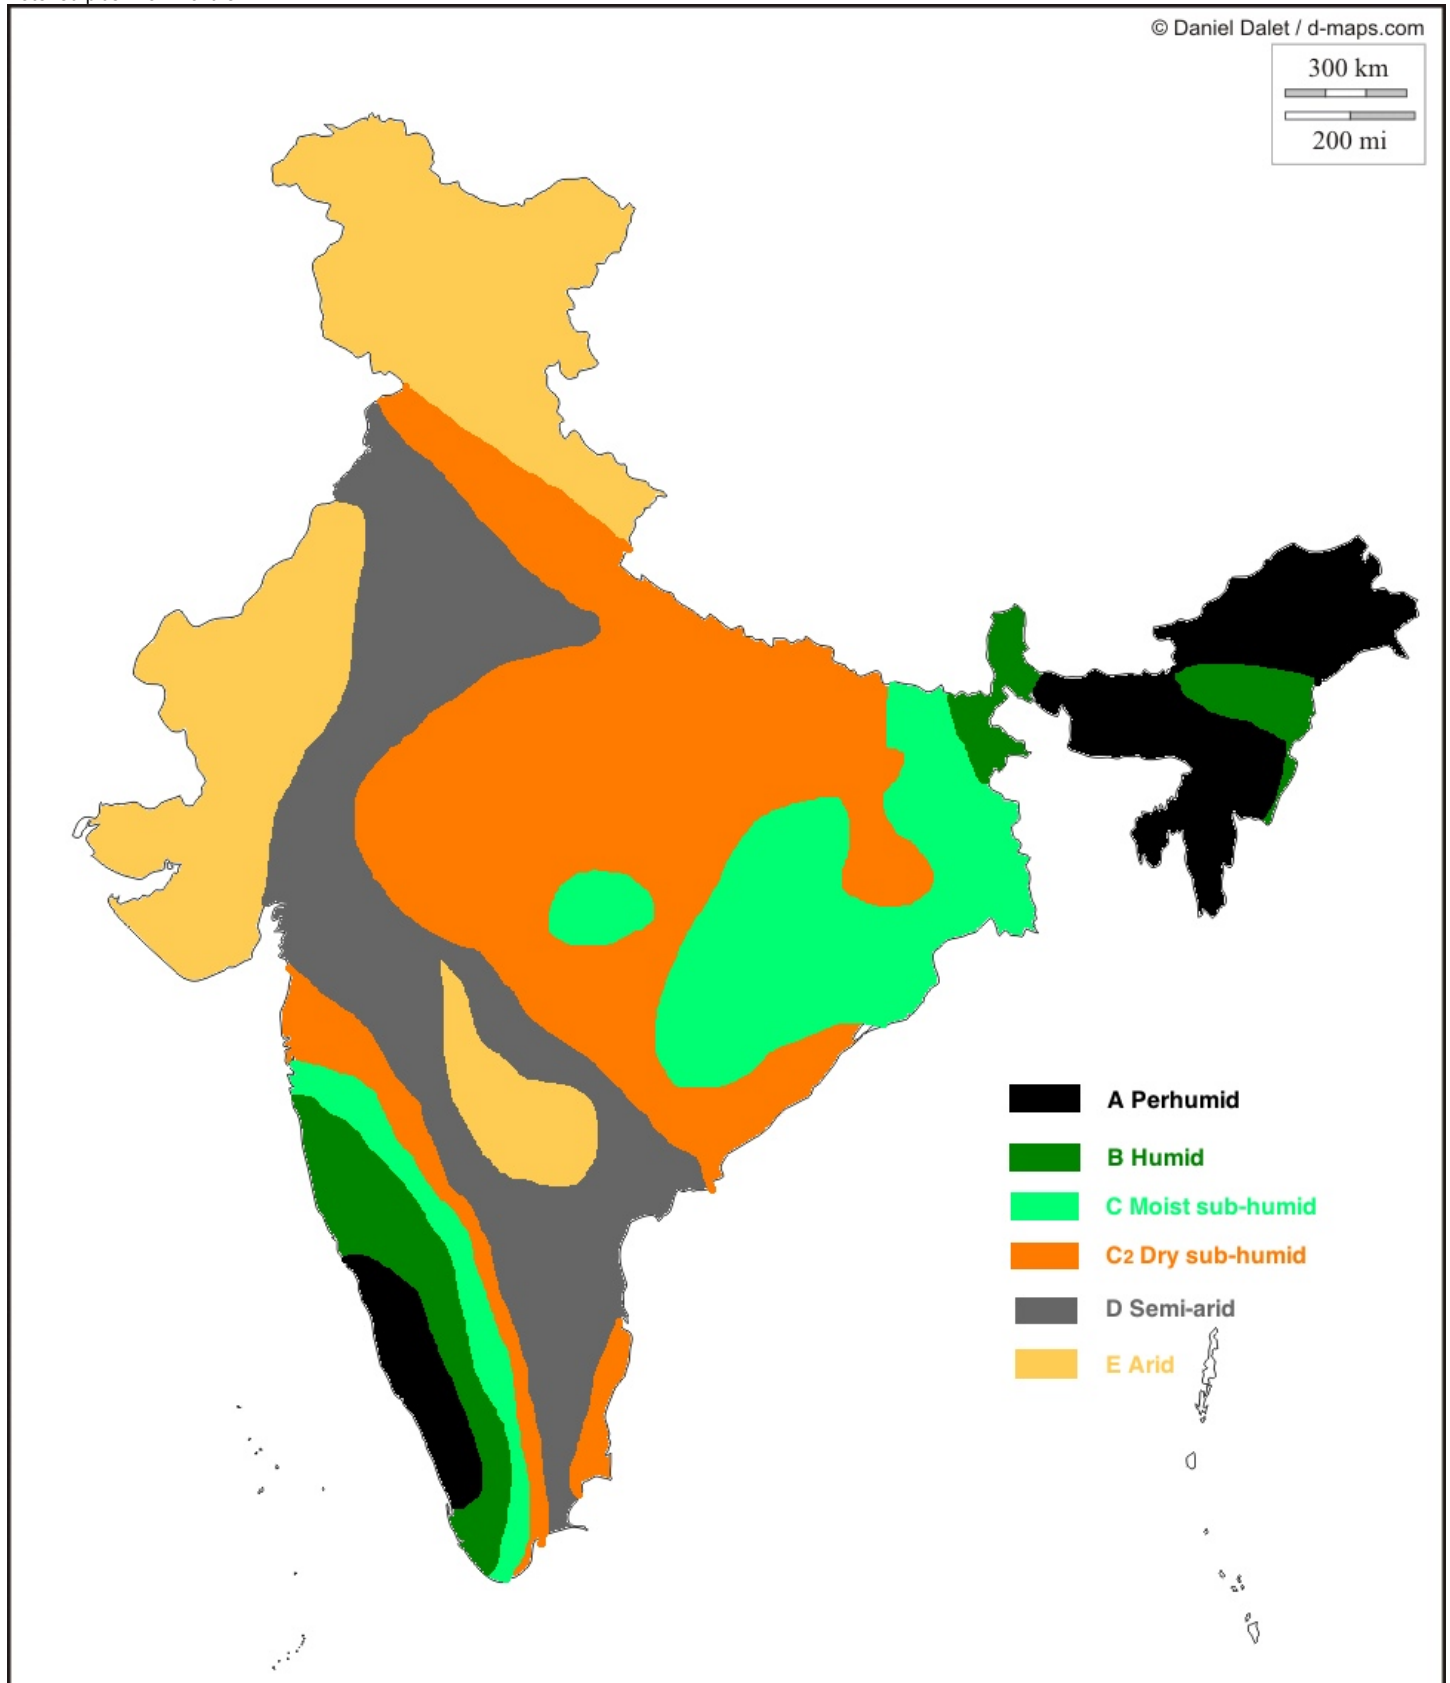 © Daniel Dalet / d-maps.com
300 km
200 mi
A Perhumid
B Humid
C Moist sub-humid
C2 Dry sub-humid
D Semi-arid
E Arid